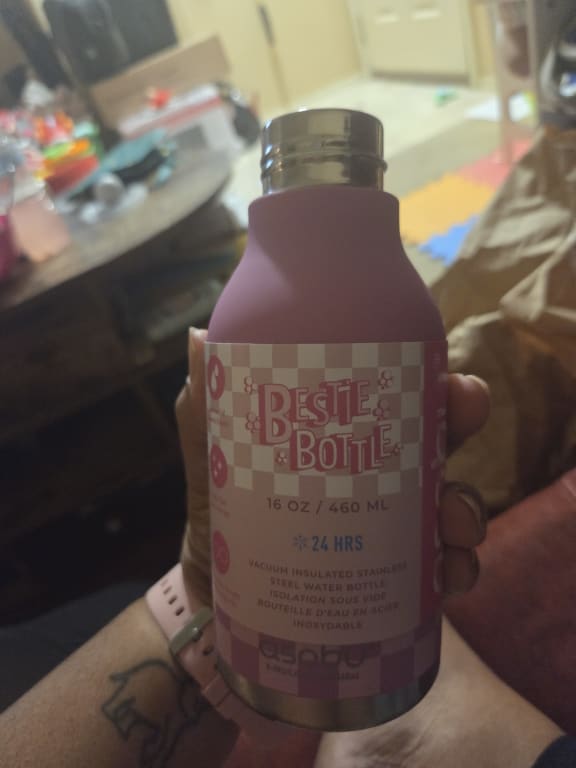 BESTIE
BOTTLE
16 OZ / 460 ML
24 HRS
VACUUM INSULATED STAINLESS
STEEL WATER BOTTLE
ISOLATION SOUS VIDE
BOUTEILLE D'EAU EN ACIER
INOXYDABLE
asobu